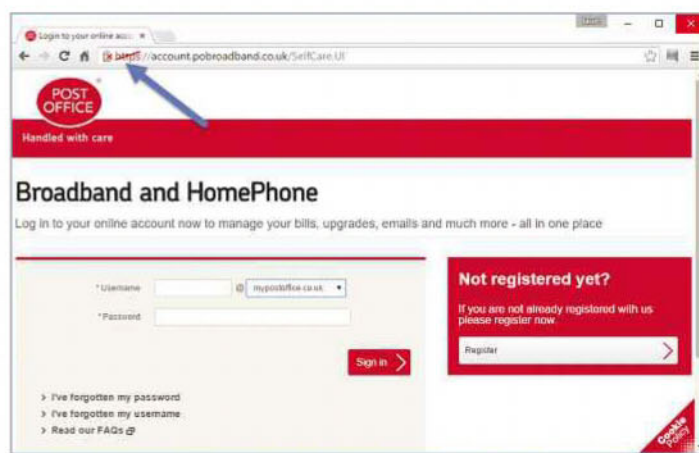 Login to your online acc
https://account.pobroadband.co.uk/SelfCare.UI
POST
OFFICE
Handled with care
Broadband and HomePhone
Log in to your online account now to manage your bills, upgrades, emails and much more - all in one place
* Username
@
mypostoffice.co.uk
* Password
Sign in
> I've forgotten my password
> I've forgotten my username
> Read our FAQs
Not registered yet?
If you are not already registered with us
please register now.
Register
Cookie
Policy